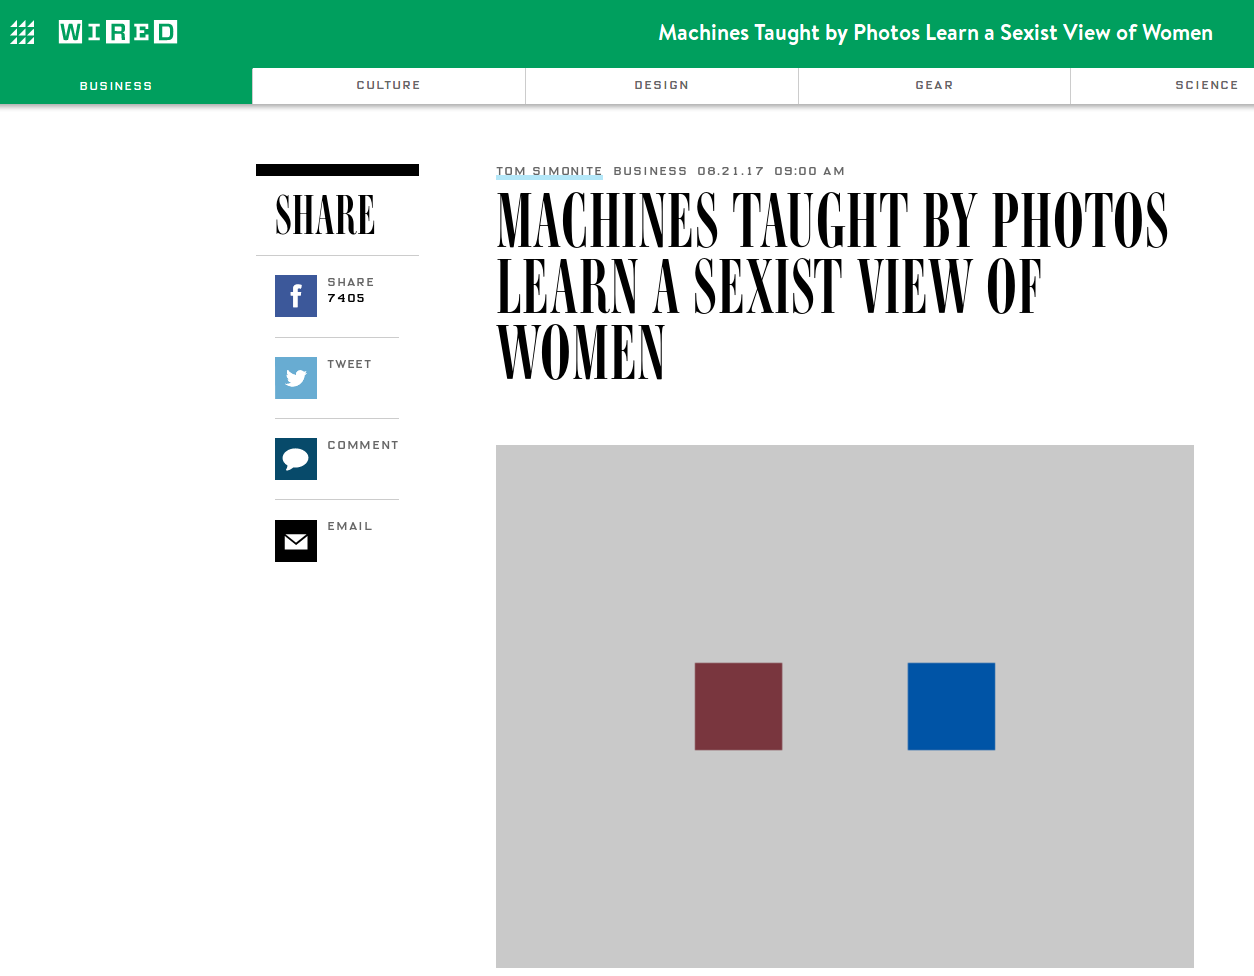 WIRED
Machines Taught by Photos Learn a Sexist View of Women
BUSINESS
CULTURE
DESIGN
GEAR
SCIENCE
SHARE
SHARE
7405
TWEET
COMMENT
EMAIL
TOM SIMONITE BUSINESS 08.21.17 09:00 AM
MACHINES TAUGHT BY PHOTOS
LEARN A SEXIST VIEW OF
WOMEN